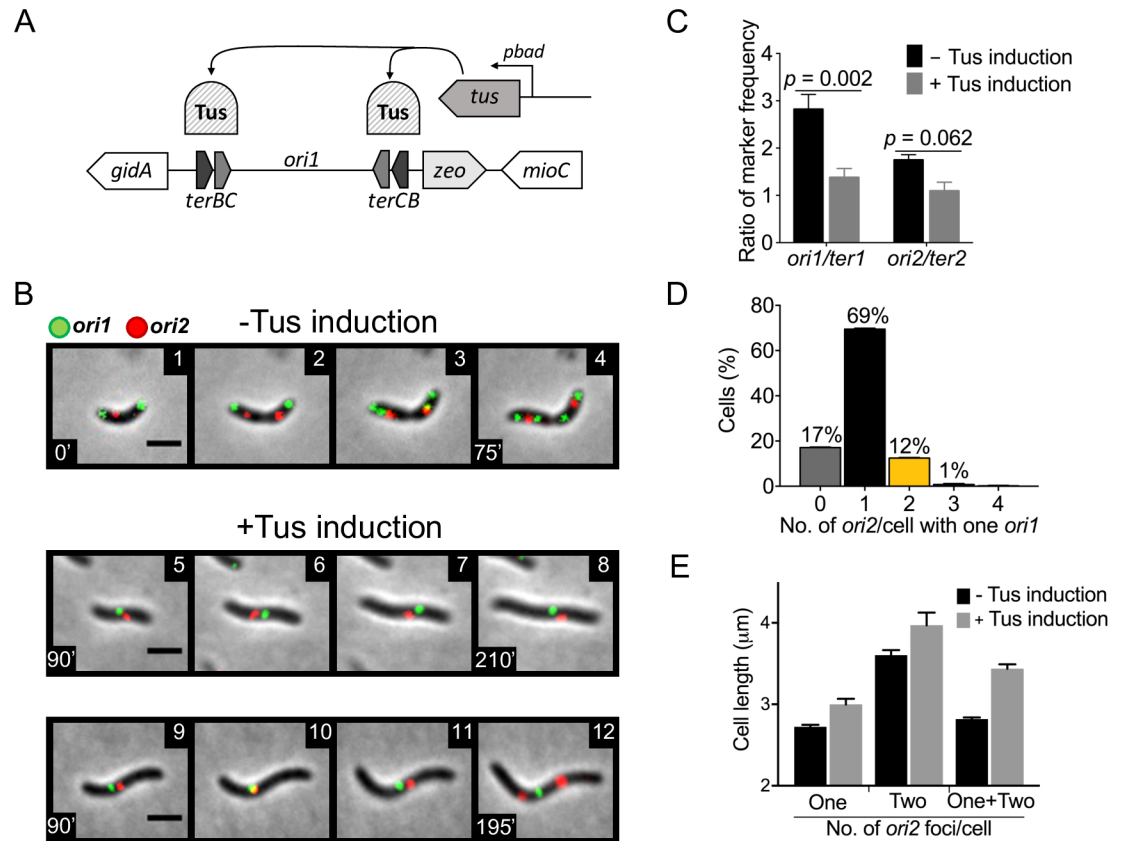 A
pbad
Tus
Tus
tus
gidA
ori1
zeo
mioC
terBC
terCB
B
ori1 ori2
-Tus induction
1 2 3 4
0' 75'
+Tus induction
5 6 7 8
90' 210'
9 10 11 12
90' 195'
C
Ratio of marker frequency
4
3
2
1
0
– Tus induction
+ Tus induction
p = 0.002
p = 0.062
ori1/ter1 ori2/ter2
D
Cells (%)
80
60
40
20
0
17%
69%
12%
1%
0 1 2 3 4
No. of ori2/cell with one ori1
E
Cell length (μm)
4
3
2
- Tus induction
+ Tus induction
One Two One+Two
No. of ori2 foci/cell